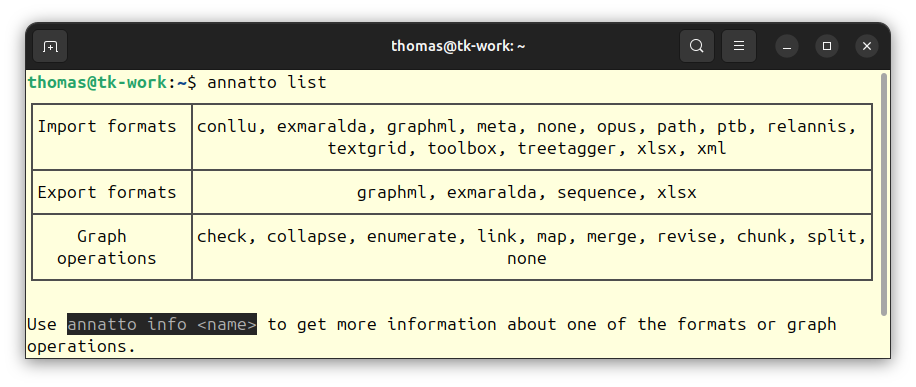 thomas@tk-work: ~
thomas@tk-work:~$ annatto list
Import formats
conllu, exmaralda, graphml, meta, none, opus, path, ptb, relannis,
textgrid, toolbox, treetagger, xlsx, xml
Export formats
graphml, exmaralda, sequence, xlsx
Graph
operations
check, collapse, enumerate, link, map, merge, revise, chunk, split,
none
Use annatto info <name> to get more information about one of the formats or graph
operations.